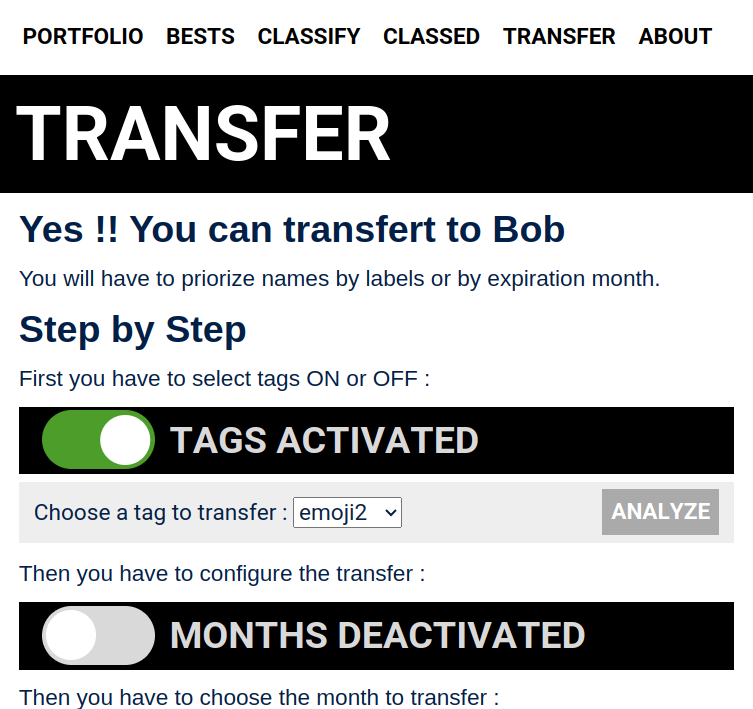 PORTFOLIO BESTS CLASSIFY CLASSED TRANSFER ABOUT
TRANSFER
Yes !! You can transfert to Bob
You will have to priorize names by labels or by expiration month.
Step by Step
First you have to select tags ON or OFF :
TAGS ACTIVATED
Choose a tag to transfer : emoji2 ANALYZE
Then you have to configure the transfer :
MONTHS DEACTIVATED
Then you have to choose the month to transfer :